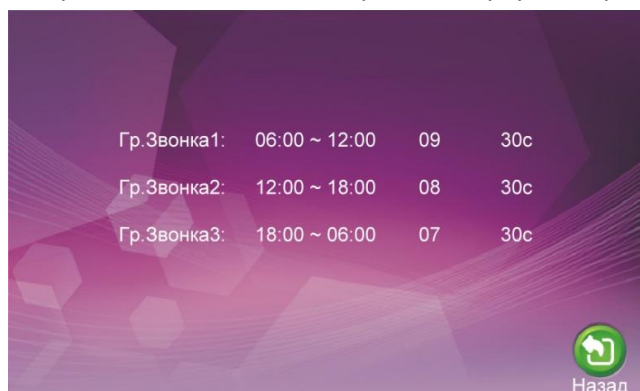 Гр.Звонка1: 06:00 ~ 12:00 09 30с
Гр.Звонка2: 12:00 ~ 18:00 08 30с
Гр.Звонка3: 18:00 ~ 06:00 07 30с
Назад